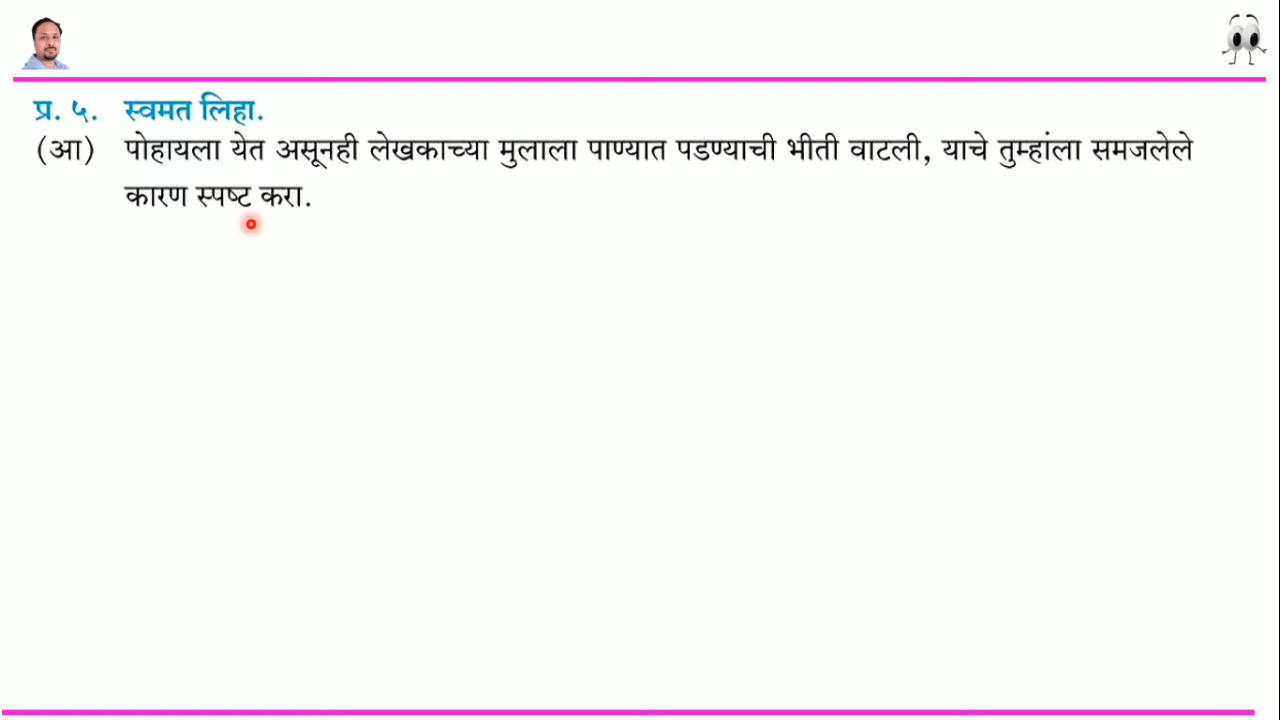 प्र. ५. स्वमत लिहा.
(आ) पोहायला येत असूनही लेखकाच्या मुलाला पाण्यात पडण्याची भीती वाटली, याचे तुम्हांला समजलेले
कारण स्पष्ट करा.